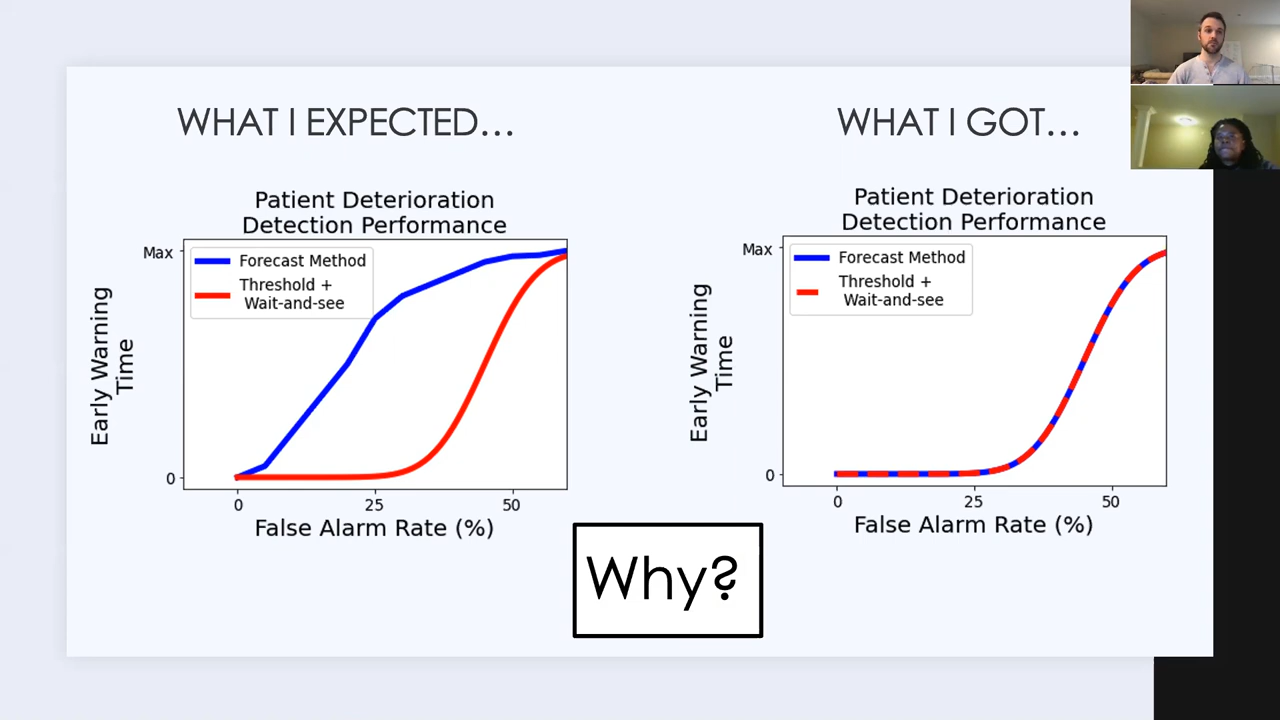 WHAT I EXPECTED...
WHAT I GOT...
Patient Deterioration
Detection Performance
Max
Forecast Method
Threshold +
Wait-and-see
Early Warning
Time
0
0
25
50
False Alarm Rate (%)
Patient Deterioration
Detection Performance
Max
Forecast Method
Threshold +
Wait-and-see
Early Warning
Time
0
0
25
50
False Alarm Rate (%)
Why?